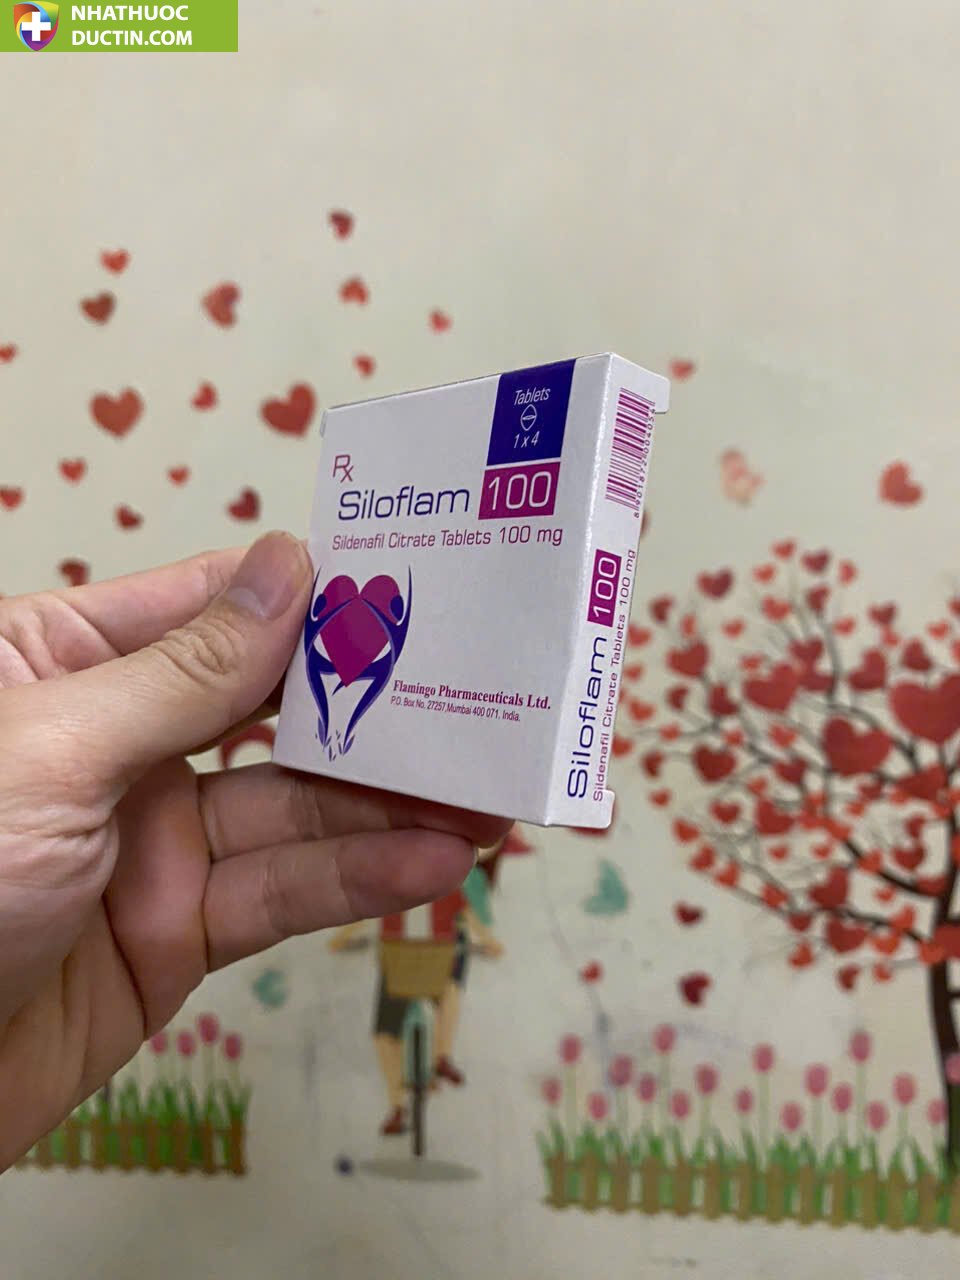 NHATHUOC
DUCTIN.COM
Tablets
1 x 4
Rx
Siloflam 100
Sildenafil Citrate Tablets 100 mg
Flamingo Pharmaceuticals Ltd.
P.O. Box No. 27257, Mumbai 400 071. India.
Siloflam 100
Sildenafil Citrate Tablets 100 mg